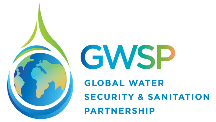 GWSP
GLOBAL WATER
SECURITY & SANITATION
PARTNERSHIP